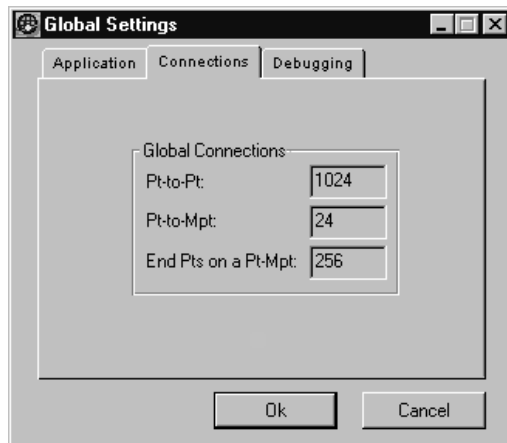 Global Settings
Application Connections Debugging
Global Connections
Pt-to-Pt: 1024
Pt-to-Mpt: 24
End Pts on a Pt-Mpt: 256
Ok Cancel